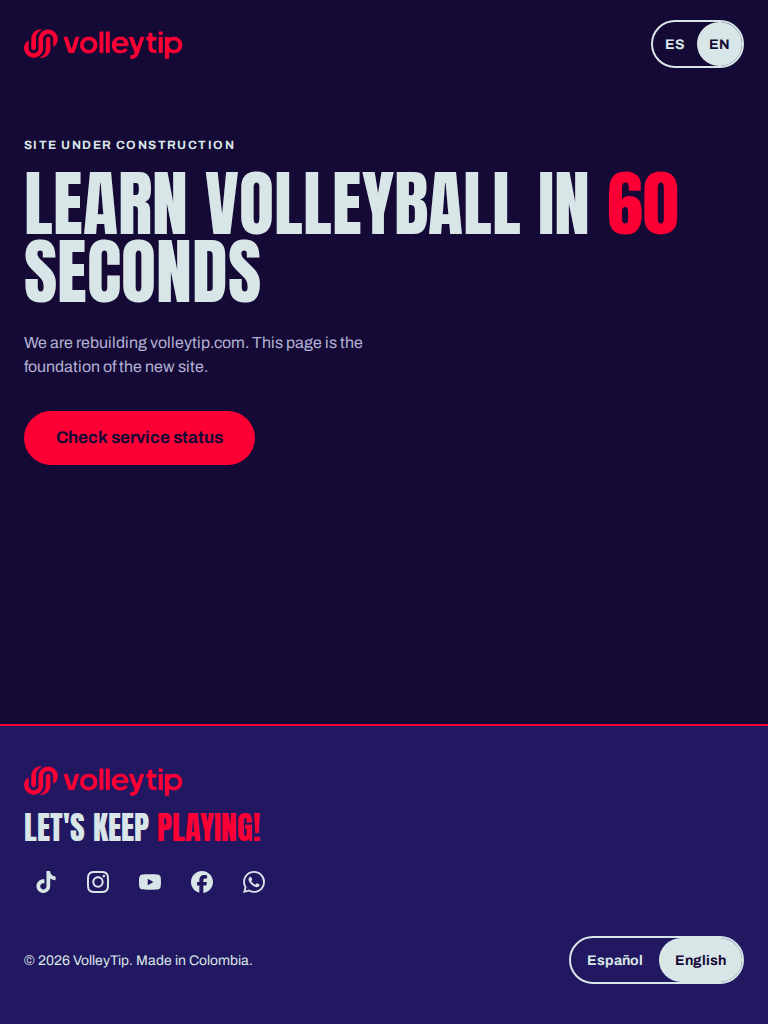 volleytip
ES EN
SITE UNDER CONSTRUCTION
LEARN VOLLEYBALL IN 60
SECONDS
We are rebuilding volleytip.com. This page is the
foundation of the new site.
Check service status
volleytip
LET'S KEEP PLAYING!
© 2026 VolleyTip. Made in Colombia.
Español English